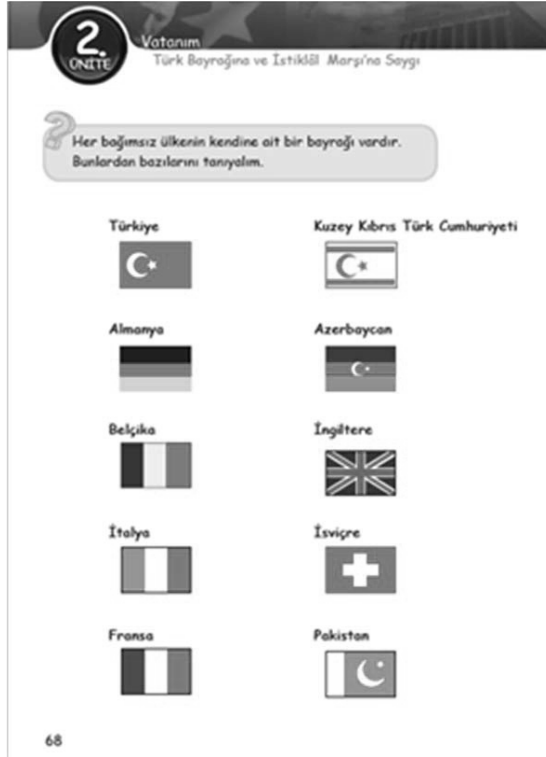 2.
ÜNİTE
Vatanım
Türk Bayrağına ve İstiklâl Marşı'na Saygı
?
Her bağımsız ülkenin kendine ait bir bayrağı vardır.
Bunlardan bazılarını tanıyalım.
Türkiye
Kuzey Kıbrıs Türk Cumhuriyeti
Almanya
Azerbaycan
Belçika
İngiltere
İtalya
İsviçre
Fransa
Pakistan
68